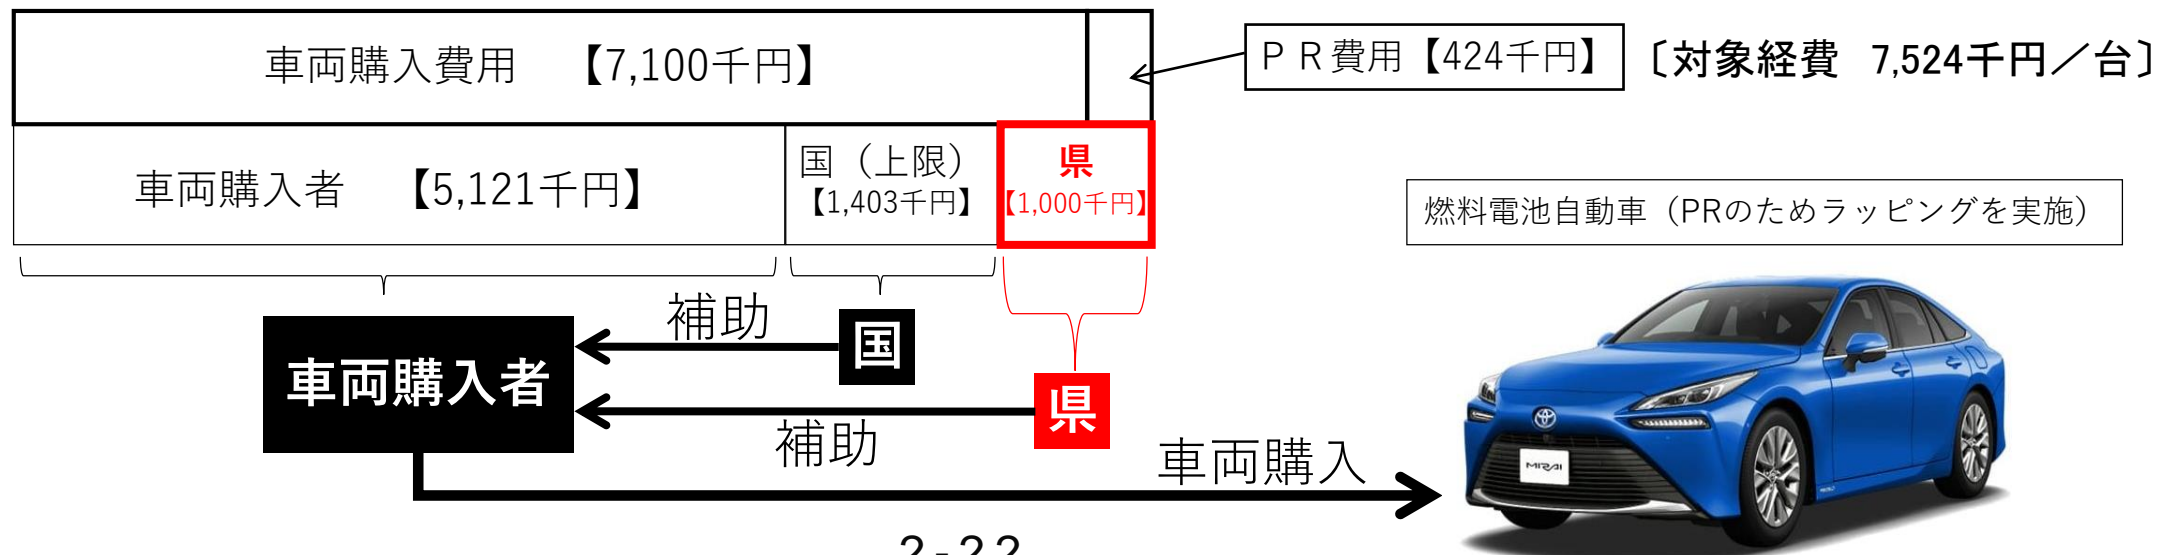 車両購入費用　【7,100千円】
ＰＲ費用【424千円】
〔対象経費　7,524千円／台〕
車両購入者　【5,121千円】
国（上限）
【1,403千円】
県
【1,000千円】
燃料電池自動車（PRのためラッピングを実施）
補助
国
車両購入者
県
補助
車両購入
MIRAI
2-22